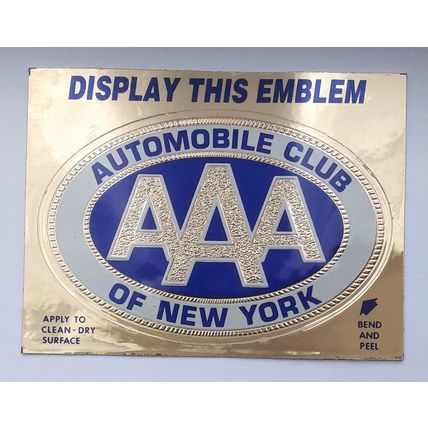 DISPLAY THIS EMBLEM
AUTOMOBILE CLUB
AAA
OF NEW YORK
APPLY TO
CLEAN-DRY
SURFACE
BEND
AND
PEEL